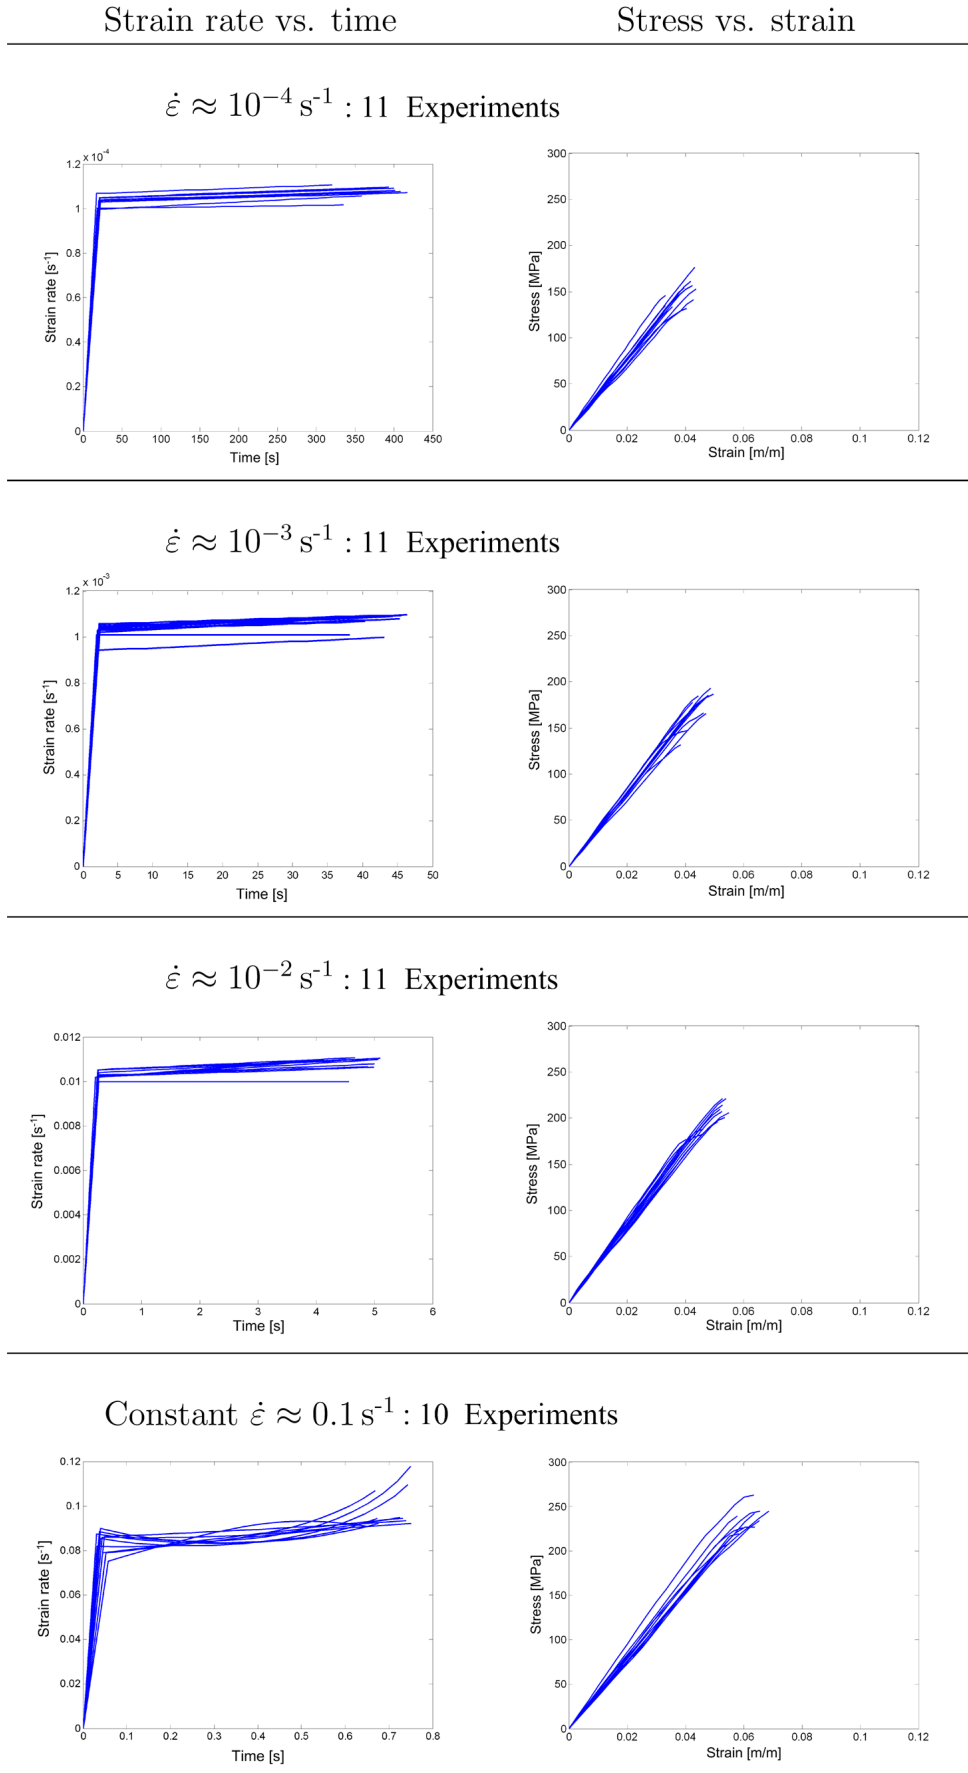 Strain rate vs. time Stress vs. strain
ε̇ ≈ 10⁻⁴ s⁻¹ : 11 Experiments
x 10⁻⁴
1.2
1
0.8
0.6
0.4
0.2
0
Strain rate [s⁻¹]
0 50 100 150 200 250 300 350 400 450
Time [s]
300
250
200
150
100
50
0
Stress [MPa]
0 0.02 0.04 0.06 0.08 0.1 0.12
Strain [m/m]
ε̇ ≈ 10⁻³ s⁻¹ : 11 Experiments
x 10⁻³
1.2
1
0.8
0.6
0.4
0.2
0
Strain rate [s⁻¹]
0 5 10 15 20 25 30 35 40 45 50
Time [s]
300
250
200
150
100
50
0
Stress [MPa]
0 0.02 0.04 0.06 0.08 0.1 0.12
Strain [m/m]
ε̇ ≈ 10⁻² s⁻¹ : 11 Experiments
0.012
0.01
0.008
0.006
0.004
0.002
0
Strain rate [s⁻¹]
0 1 2 3 4 5 6
Time [s]
300
250
200
150
100
50
0
Stress [MPa]
0 0.02 0.04 0.06 0.08 0.1 0.12
Strain [m/m]
Constant ε̇ ≈ 0.1 s⁻¹ : 10 Experiments
0.12
0.1
0.08
0.06
0.04
0.02
0
Strain rate [s⁻¹]
0 0.1 0.2 0.3 0.4 0.5 0.6 0.7 0.8
Time [s]
300
250
200
150
100
50
0
Stress [MPa]
0 0.02 0.04 0.06 0.08 0.1 0.12
Strain [m/m]